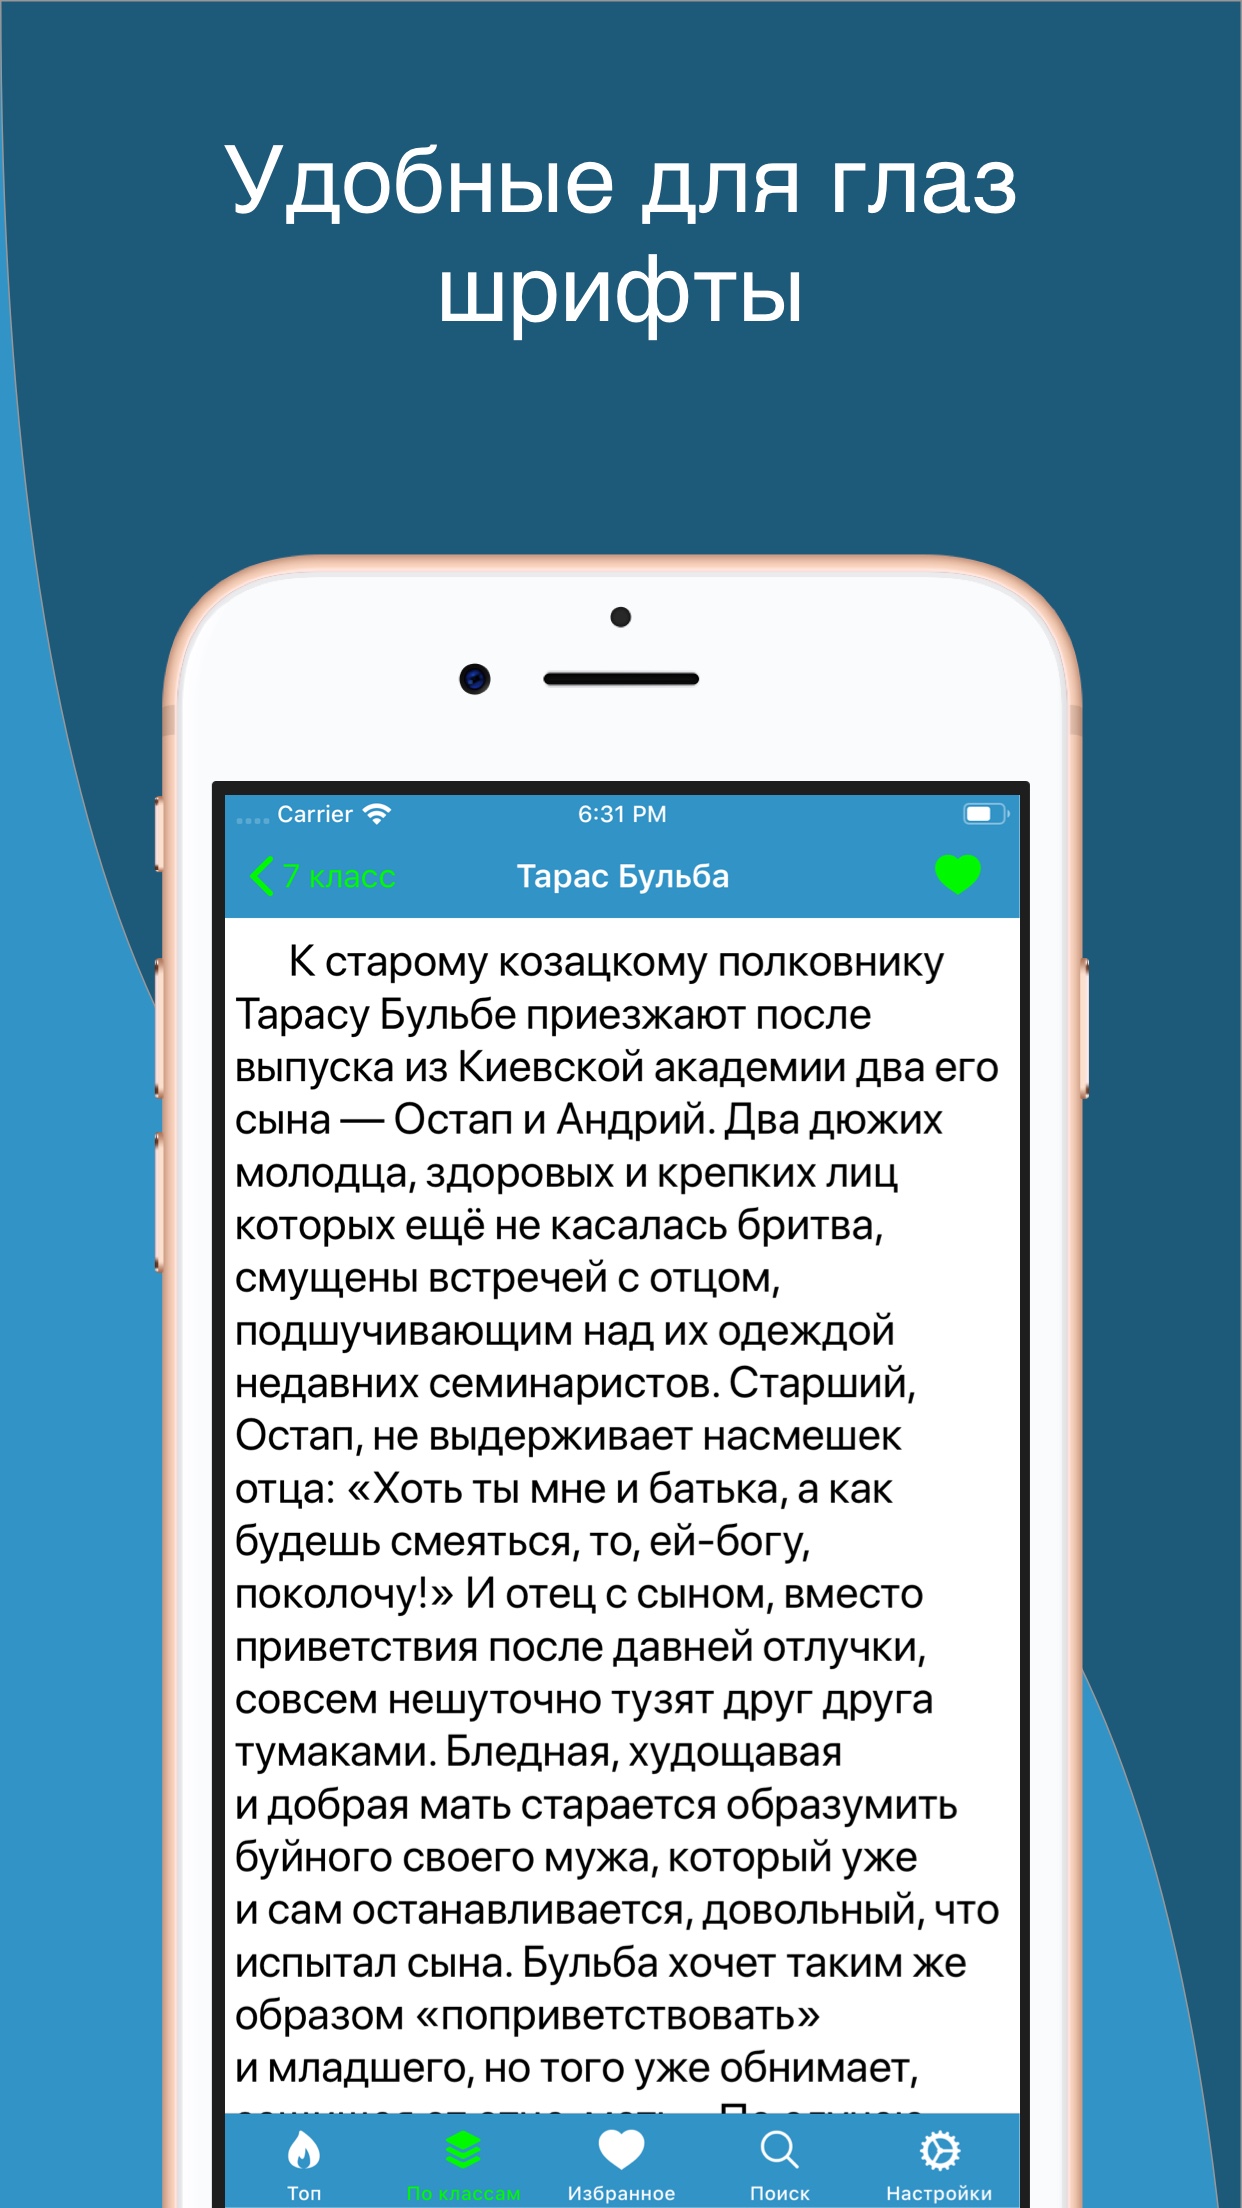 Удобные для глаз
шрифты
Carrier 6:31 PM
7 класс Тарас Бульба
К старому козацкому полковнику
Тарасу Бульбе приезжают после
выпуска из Киевской академии два его
сына — Остап и Андрий. Два дюжих
молодца, здоровых и крепких лиц
которых ещё не касалась бритва,
смущены встречей с отцом,
подшучивающим над их одеждой
недавних семинаристов. Старший,
Остап, не выдерживает насмешек
отца: «Хоть ты мне и батька, а как
будешь смеяться, то, ей-богу,
поколочу!» И отец с сыном, вместо
приветствия после давней отлучки,
совсем нешуточно тузят друг друга
тумаками. Бледная, худощавая
и добрая мать старается образумить
буйного своего мужа, который уже
и сам останавливается, довольный, что
испытал сына. Бульба хочет таким же
образом «поприветствовать»
и младшего, но того уже обнимает,
Топ По классам Избранное Поиск Настройки